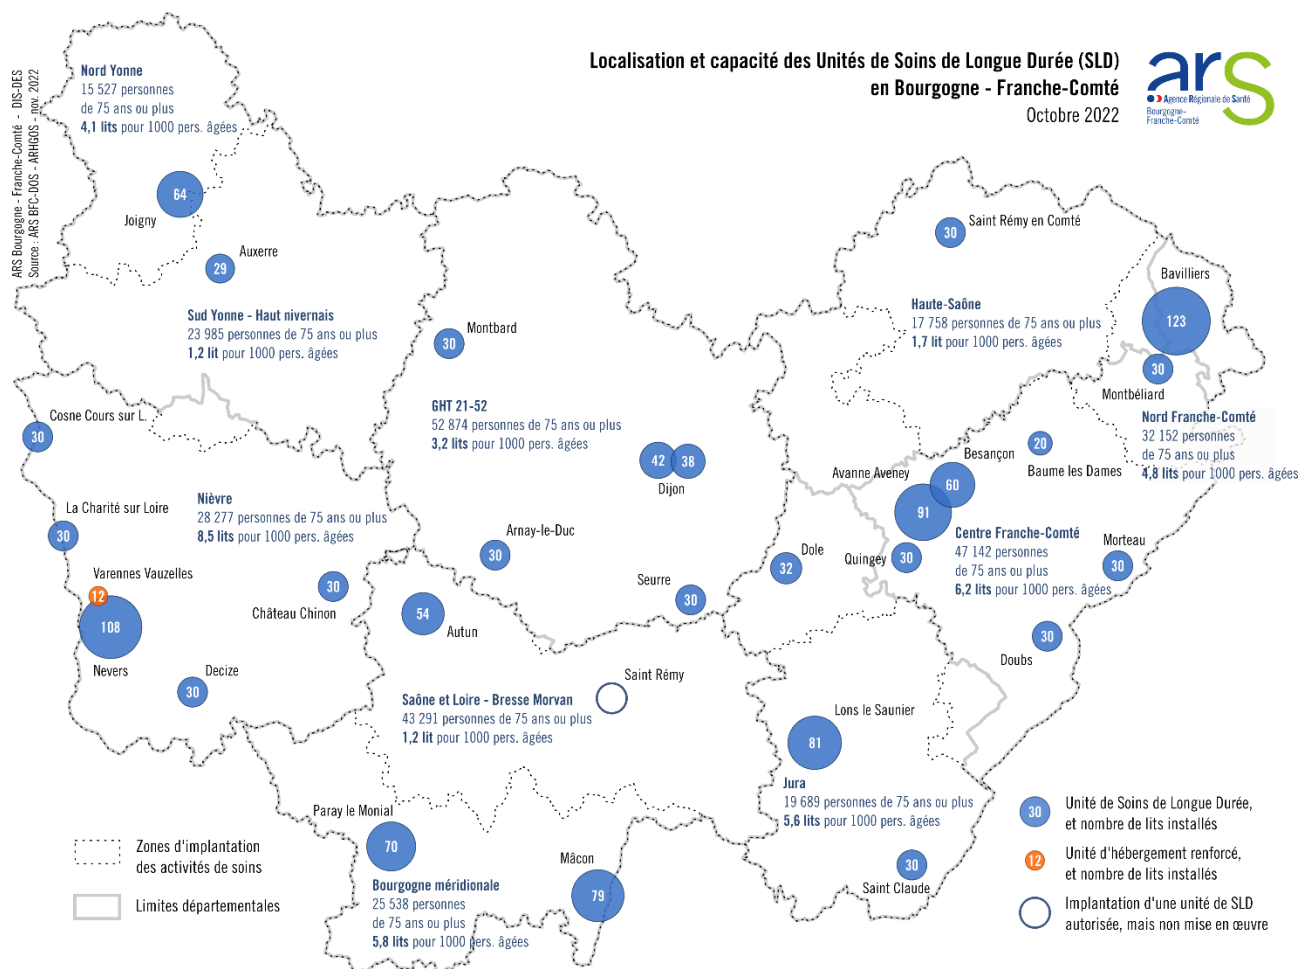 Localisation et capacité des Unités de Soins de Longue Durée (SLD)
en Bourgogne - Franche-Comté
Octobre 2022
ars
Agence Régionale de Santé
Bourgogne-
Franche-Comté
ARS Bourgogne - Franche-Comté - DIS-DES
Source : ARS BFC-DOS - ARHGOS - nov. 2022
Nord Yonne
15 527 personnes
de 75 ans ou plus
4,1 lits pour 1000 pers. âgées
64
Joigny
29
Auxerre
Sud Yonne - Haut nivernais
23 985 personnes de 75 ans ou plus
1,2 lit pour 1000 pers. âgées
Montbard
30
GHT 21-52
52 874 personnes de 75 ans ou plus
3,2 lits pour 1000 pers. âgées
42
38
Dijon
Arnay-le-Duc
30
Seurre
30
Saint Rémy en Comté
30
Haute-Saône
17 758 personnes de 75 ans ou plus
1,7 lit pour 1000 pers. âgées
Bavilliers
123
30
Montbéliard
Nord Franche-Comté
32 152 personnes
de 75 ans ou plus
4,8 lits pour 1000 pers. âgées
20
Baume les Dames
Besançon
60
Avanne Aveney
91
Quingey
30
Centre Franche-Comté
47 142 personnes
de 75 ans ou plus
6,2 lits pour 1000 pers. âgées
Morteau
30
30
Doubs
Dole
32
Cosne Cours sur L.
30
La Charité sur Loire
30
Nièvre
28 277 personnes de 75 ans ou plus
8,5 lits pour 1000 pers. âgées
Varennes Vauzelles
12
108
Nevers
30
Château Chinon
Decize
30
54
Autun
Saint Rémy
Saône et Loire - Bresse Morvan
43 291 personnes de 75 ans ou plus
1,2 lit pour 1000 pers. âgées
Lons le Saunier
81
Jura
19 689 personnes de 75 ans ou plus
5,6 lits pour 1000 pers. âgées
30
Saint Claude
Paray le Monial
70
Mâcon
79
Bourgogne méridionale
25 538 personnes
de 75 ans ou plus
5,8 lits pour 1000 pers. âgées
Zones d'implantation
des activités de soins
Limites départementales
30
Unité de Soins de Longue Durée,
et nombre de lits installés
12
Unité d'hébergement renforcé,
et nombre de lits installés
Implantation d'une unité de SLD
autorisée, mais non mise en œuvre